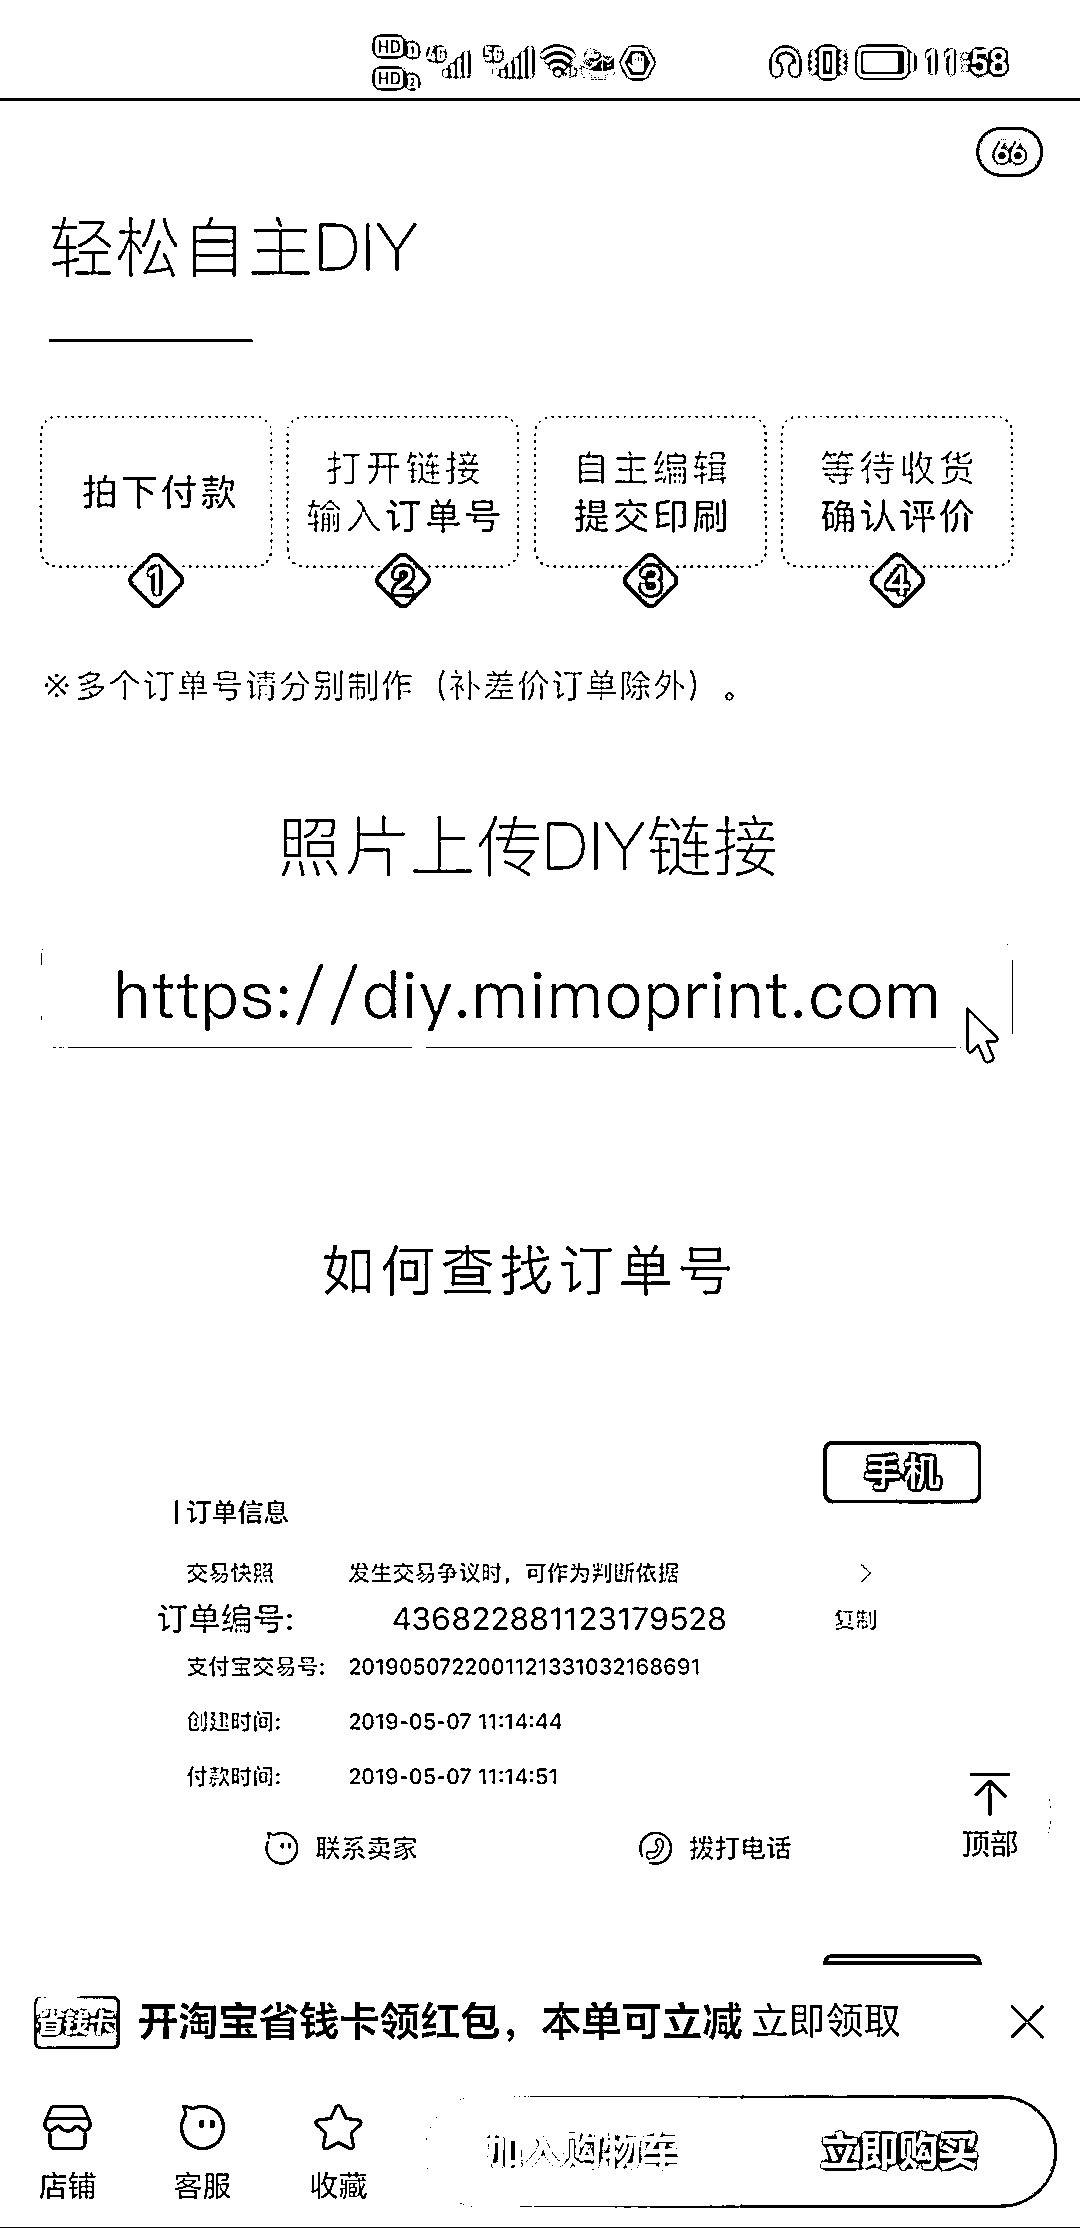 HD 1 4G 5G 11:58
HD 2
66
轻松自主DIY
拍下付款
打开链接
输入订单号
自主编辑
提交印刷
等待收货
确认评价
1 2 3 4
※多个订单号请分别制作（补差价订单除外）。
照片上传DIY链接
https://diy.mimoprint.com
如何查找订单号
手机
订单信息
交易快照 发生交易争议时，可作为判断依据
订单编号: 436822881123179528 复制
支付宝交易号: 2019050722001121331032168691
创建时间: 2019-05-07 11:14:44
付款时间: 2019-05-07 11:14:51
顶部
联系卖家 拨打电话
省钱卡 开淘宝省钱卡领红包，本单可立减 立即领取
加入购物车 立即购买
店铺 客服 收藏